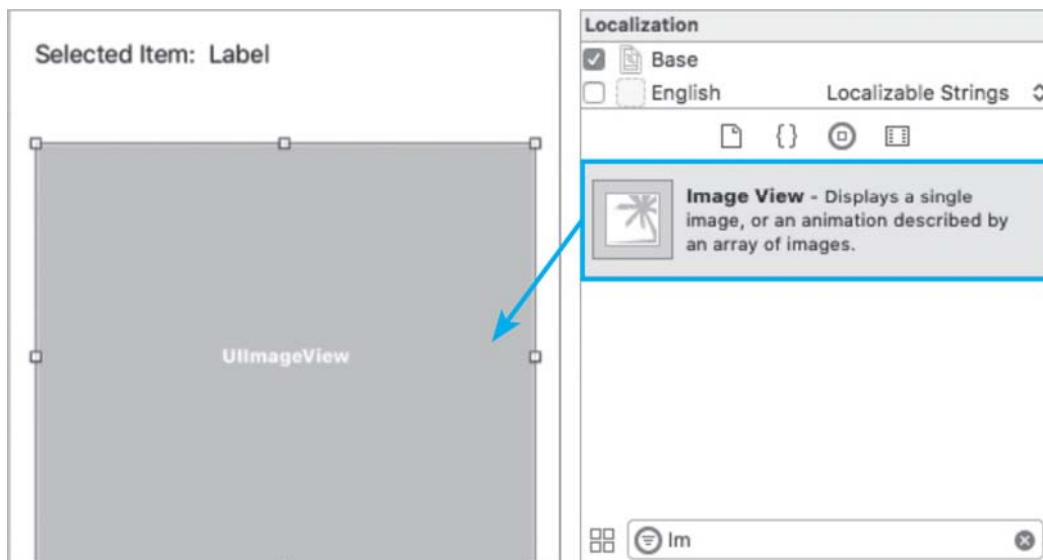 Selected Item: Label
UIImageView
Localization
Base
English Localizable Strings
{}
Image View - Displays a single
image, or an animation described by
an array of images.
Im